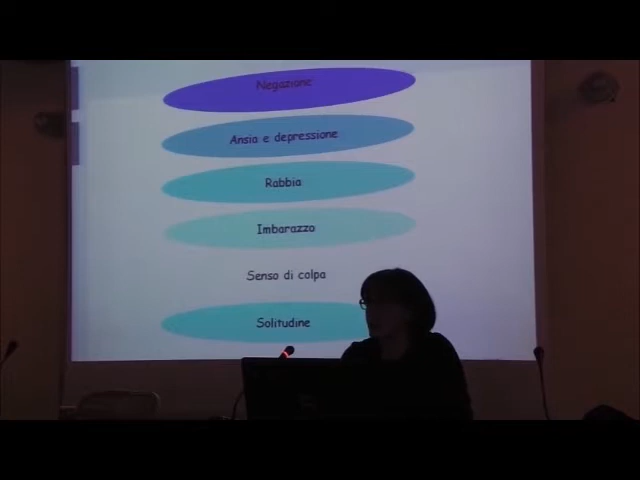 Negazione
Ansia e depressione
Rabbia
Imbarazzo
Senso di colpa
Solitudine